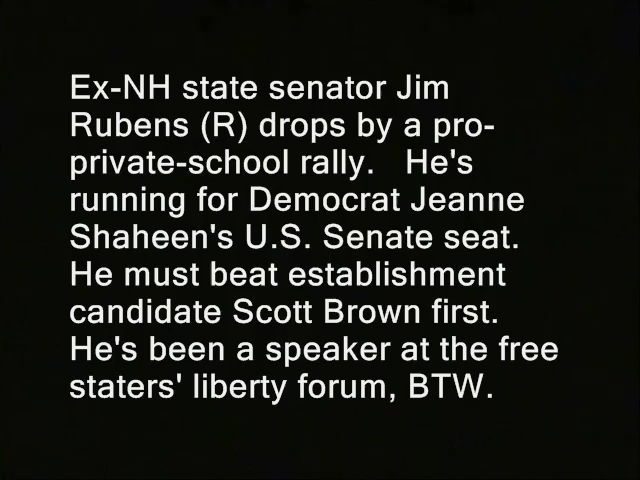 Ex-NH state senator Jim
Rubens (R) drops by a pro-
private-school rally.   He's
running for Democrat Jeanne
Shaheen's U.S. Senate seat.
He must beat establishment
candidate Scott Brown first.
He's been a speaker at the free
staters' liberty forum, BTW.